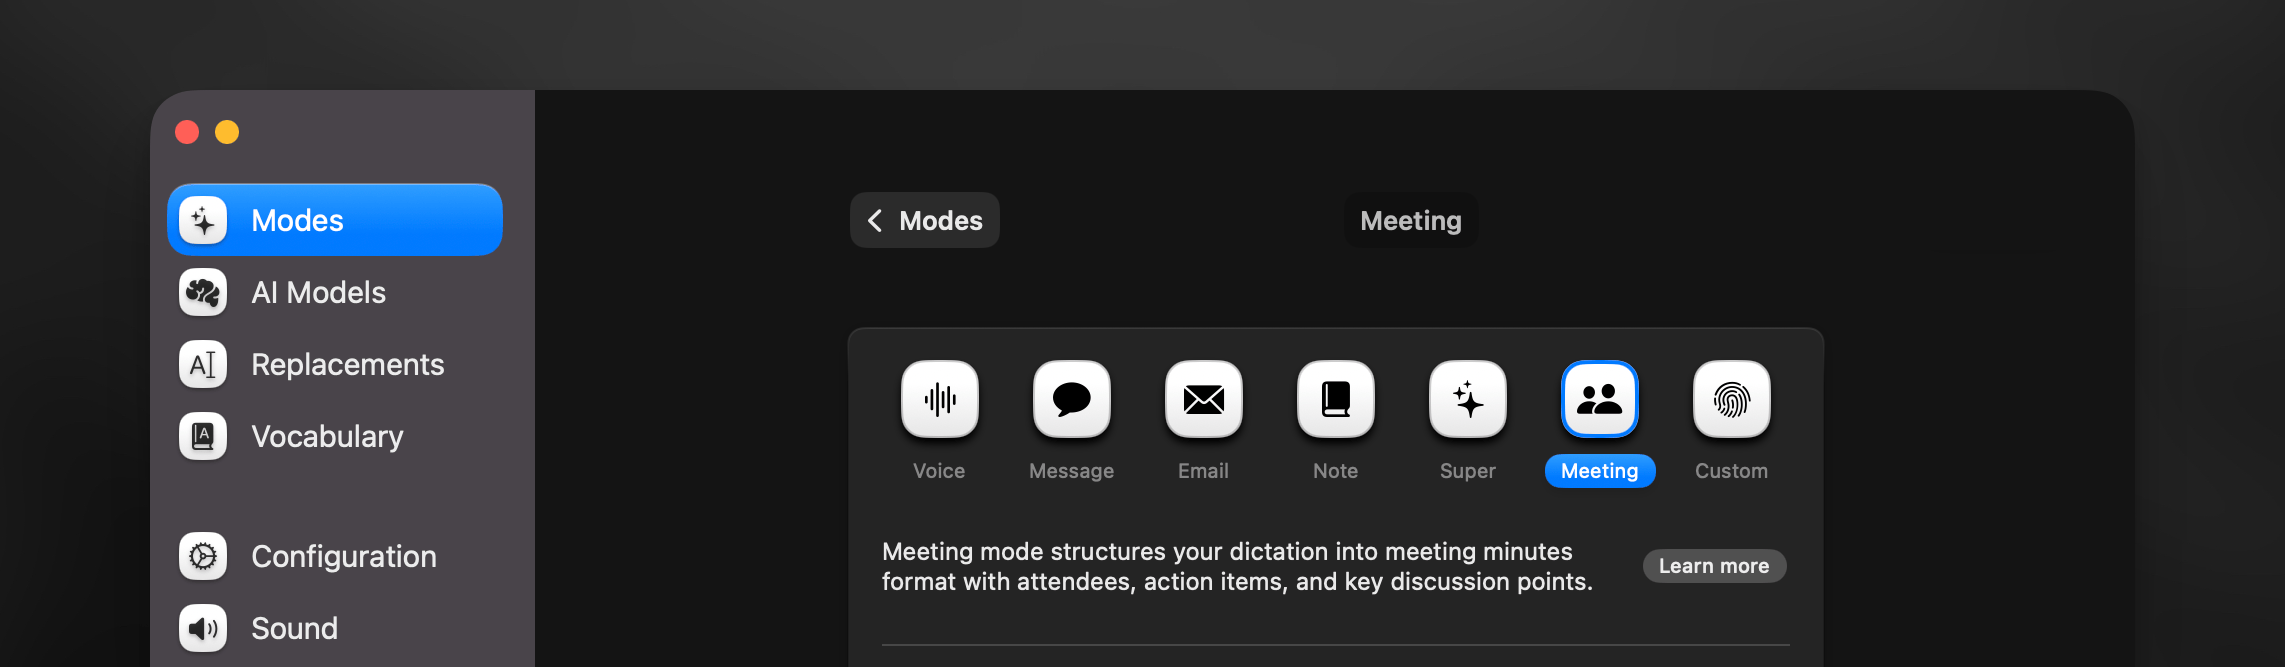 Modes
AI Models
Replacements
Vocabulary
Configuration
Sound
Modes
Meeting
Voice
Message
Email
Note
Super
Meeting
Custom
Meeting mode structures your dictation into meeting minutes
format with attendees, action items, and key discussion points.
Learn more